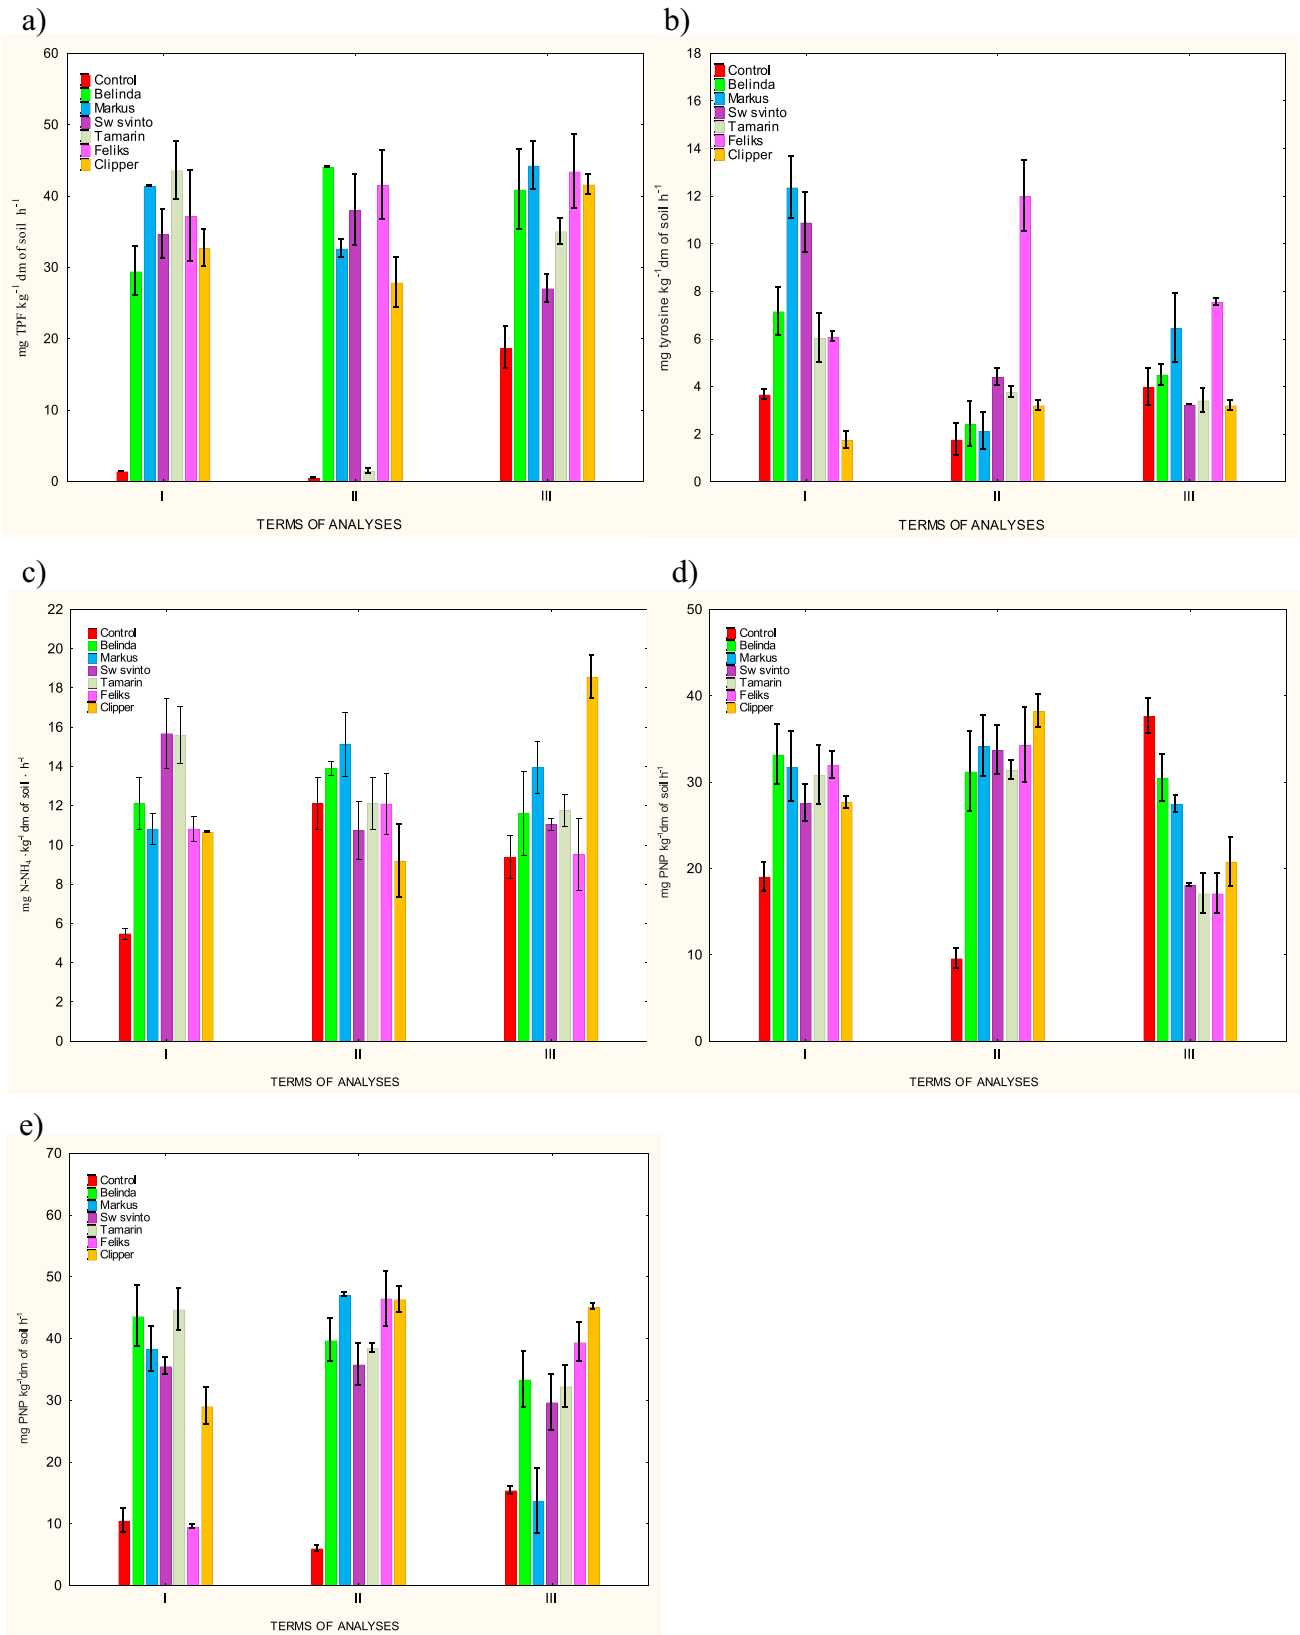 a)
60
50
40
30
20
10
0
mg TPF kg⁻¹ dm of soil h⁻¹
Control
Belinda
Markus
Sw svinto
Tamarin
Feliks
Clipper
I II III
TERMS OF ANALYSES
b)
18
16
14
12
10
8
6
4
2
0
mg tyrosine kg⁻¹ dm of soil h⁻¹
Control
Belinda
Markus
Sw svinto
Tamarin
Feliks
Clipper
I II III
TERMS OF ANALYSES
c)
22
20
18
16
14
12
10
8
6
4
2
0
mg N-NH₄ · kg⁻¹ dm of soil · h⁻¹
Control
Belinda
Markus
Sw svinto
Tamarin
Feliks
Clipper
I II III
TERMS OF ANALYSES
d)
50
40
30
20
10
0
mg PNP kg⁻¹dm of soil h⁻¹
Control
Belinda
Markus
Sw svinto
Tamarin
Feliks
Clipper
I II III
TERMS OF ANALYSES
e)
70
60
50
40
30
20
10
0
mg PNP kg⁻¹dm of soil h⁻¹
Control
Belinda
Markus
Sw svinto
Tamarin
Feliks
Clipper
I II III
TERMS OF ANALYSES